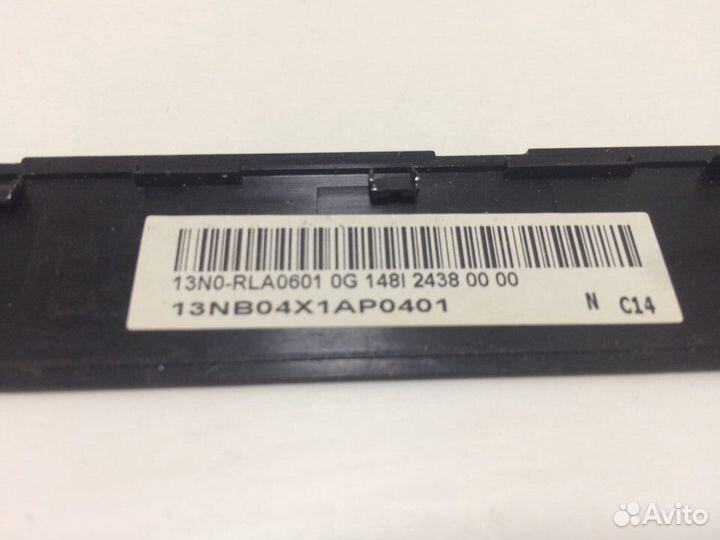 13N0-RLA0601 0G 148I 2438 00 00
13NB04X1AP0401
N C14
Avito